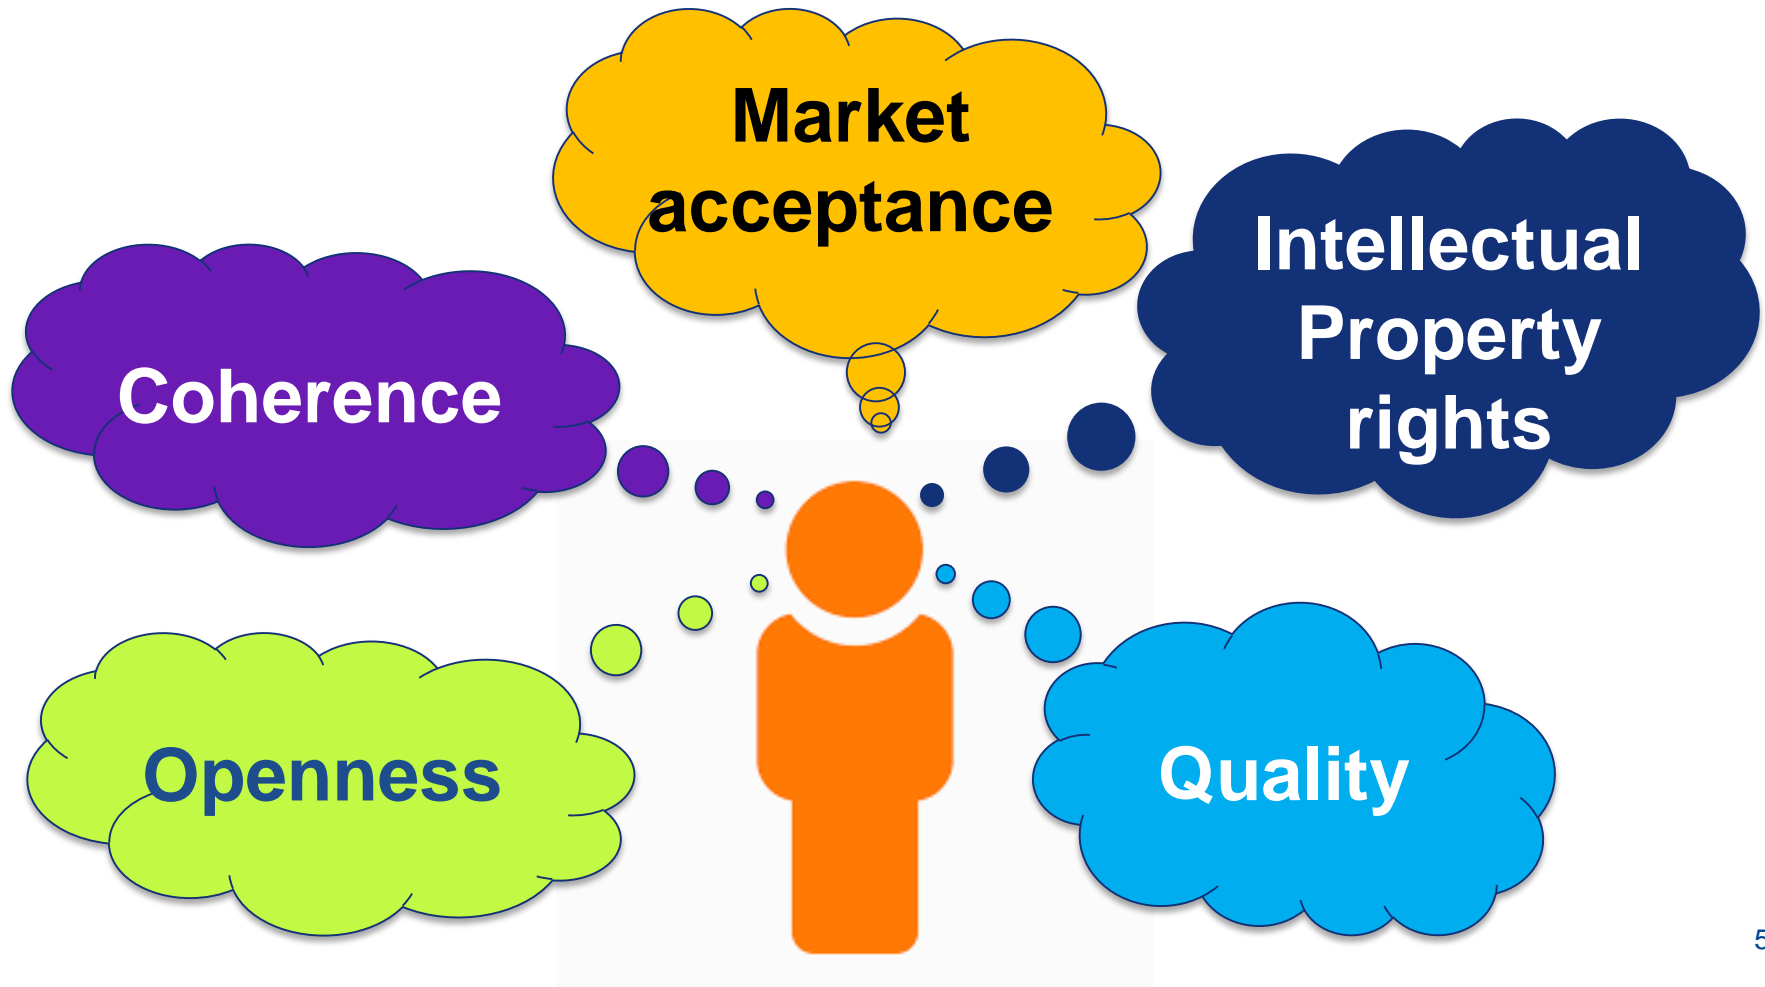 Market
acceptance
Intellectual
Property
rights
Coherence
Openness
Quality
5